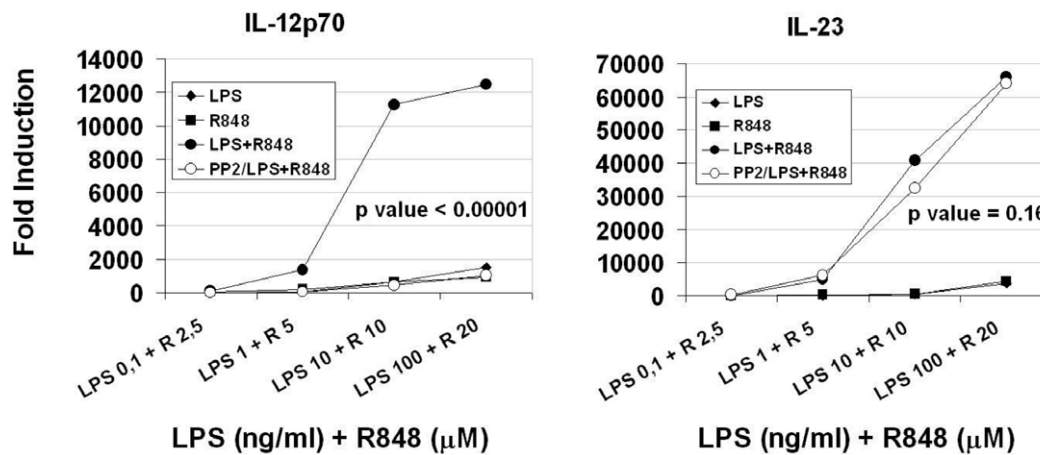 IL-12p70
Fold Induction
14000
12000
10000
8000
6000
4000
2000
0
LPS
R848
LPS+R848
PP2/LPS+R848
p value < 0.00001
LPS 0,1 + R 2,5
LPS 1 + R 5
LPS 10 + R 10
LPS 100 + R 20
LPS (ng/ml) + R848 (μM)
IL-23
70000
60000
50000
40000
30000
20000
10000
0
LPS
R848
LPS+R848
PP2/LPS+R848
p value = 0.16
LPS 0,1 + R 2,5
LPS 1 + R 5
LPS 10 + R 10
LPS 100 + R 20
LPS (ng/ml) + R848 (μM)